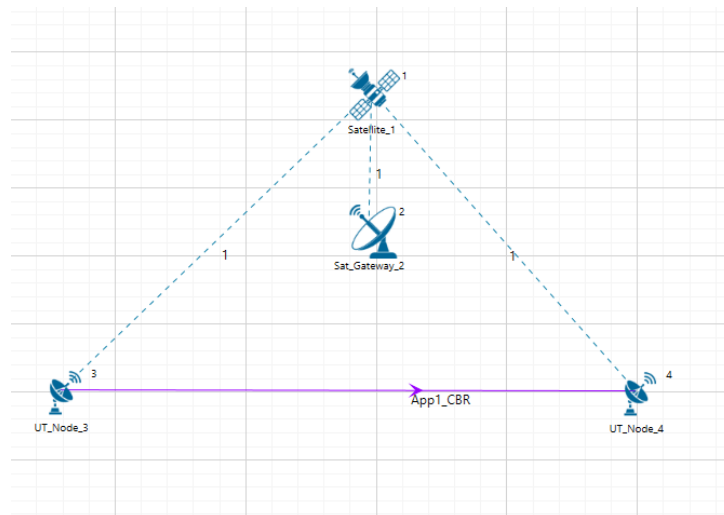 1
Satellite_1
1
2
Sat_Gateway_2
1
1
3
4
App1_CBR
UT_Node_3
UT_Node_4